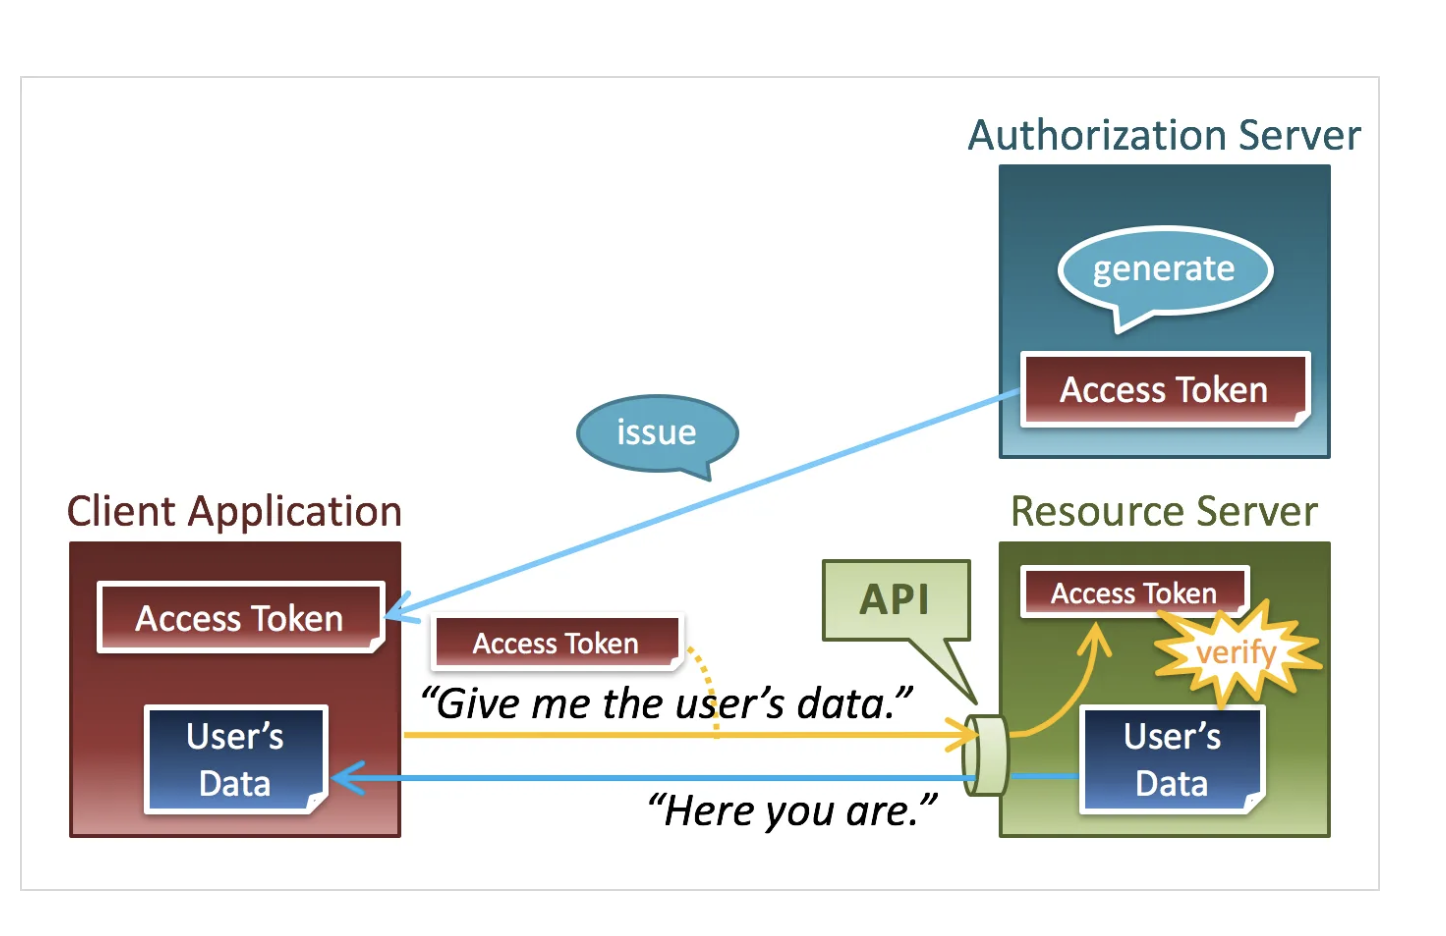 Authorization Server
generate
Access Token
issue
Client Application
Resource Server
Access Token
Access Token
API
Access Token
verify
“Give me the user’s data.”
User’s
Data
User’s
Data
“Here you are.”